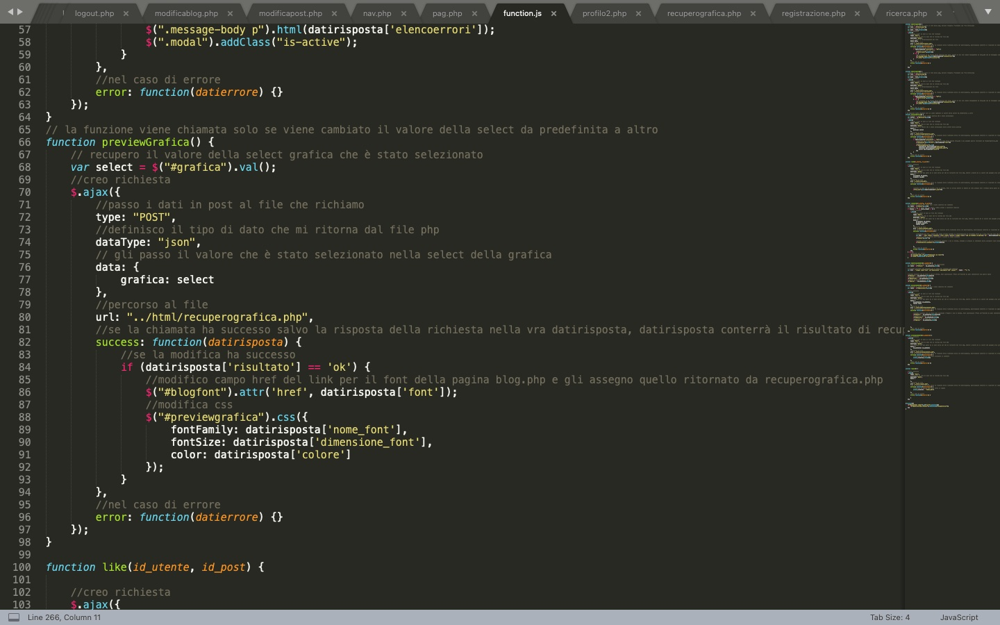 logout.php × modificablog.php × modificapost.php × nav.php × pag.php × function.js × profilo2.php × recuperografica.php × registrazione.php × ricerca.php ×
57 $(".message-body p").html(datirisposta['elencoerrori']);
58 $(".modal").addClass("is-active");
59 }
60 },
61 //nel caso di errore
62 error: function(datierrore) {}
63 });
64 }
65 // la funzione viene chiamata solo se viene cambiato il valore della select da predefinita a altro
66 function previewGrafica() {
67 // recupero il valore della select grafica che è stato selezionato
68 var select = $("#grafica").val();
69 //creo richiesta
70 $.ajax({
71 //passo i dati in post al file che richiamo
72 type: "POST",
73 //definisco il tipo di dato che mi ritorna dal file php
74 dataType: "json",
75 // gli passo il valore che è stato selezionato nella select della grafica
76 data: {
77 grafica: select
78 },
79 //percorso al file
80 url: "../html/recuperografica.php",
81 //se la chiamata ha successo salvo la risposta della richiesta nella vra datirisposta, datirisposta conterrà il risultato di recup
82 success: function(datirisposta) {
83 //se la modifica ha successo
84 if (datirisposta['risultato'] == 'ok') {
85 //modifico campo href del link per il font della pagina blog.php e gli assegno quello ritornato da recuperografica.php
86 $("#blogfont").attr('href', datirisposta['font']);
87 //modifica css
88 $("#previewgrafica").css({
89 fontFamily: datirisposta['nome_font'],
90 fontSize: datirisposta['dimensione_font'],
91 color: datirisposta['colore']
92 });
93 }
94 },
95 //nel caso di errore
96 error: function(datierrore) {}
97 });
98 }
99
100 function like(id_utente, id_post) {
101
102 //creo richiesta
103 $.ajax({
Line 266, Column 11 Tab Size: 4 JavaScript